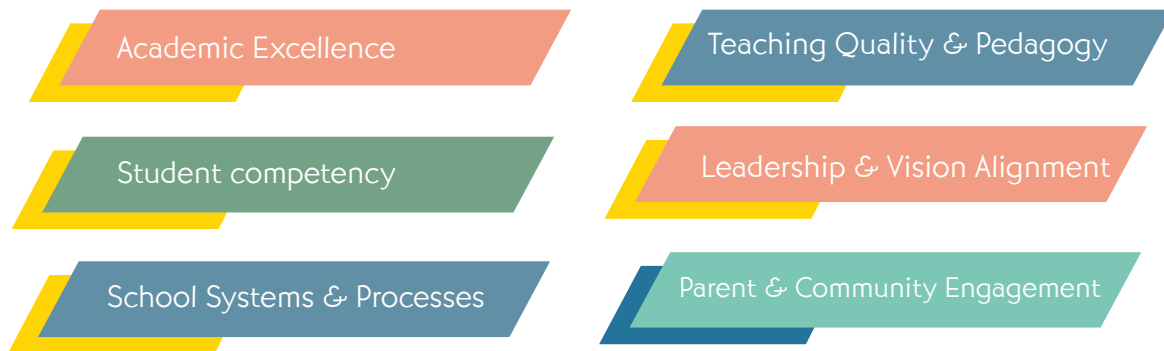 Academic Excellence
Teaching Quality & Pedagogy
Student competency
Leadership & Vision Alignment
School Systems & Processes
Parent & Community Engagement